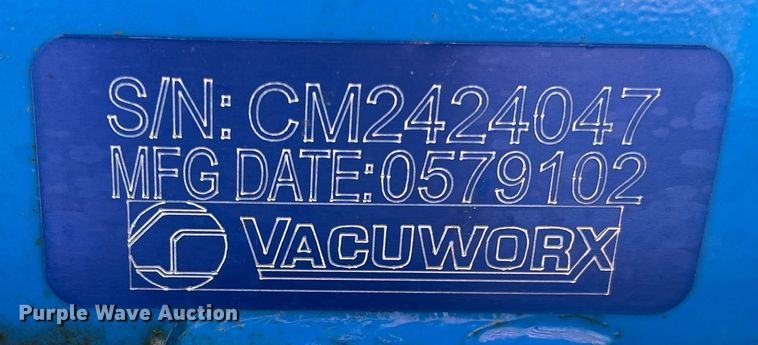 S/N: CM2424047
MFG DATE:0579102
VACUWORX
Purple Wave Auction